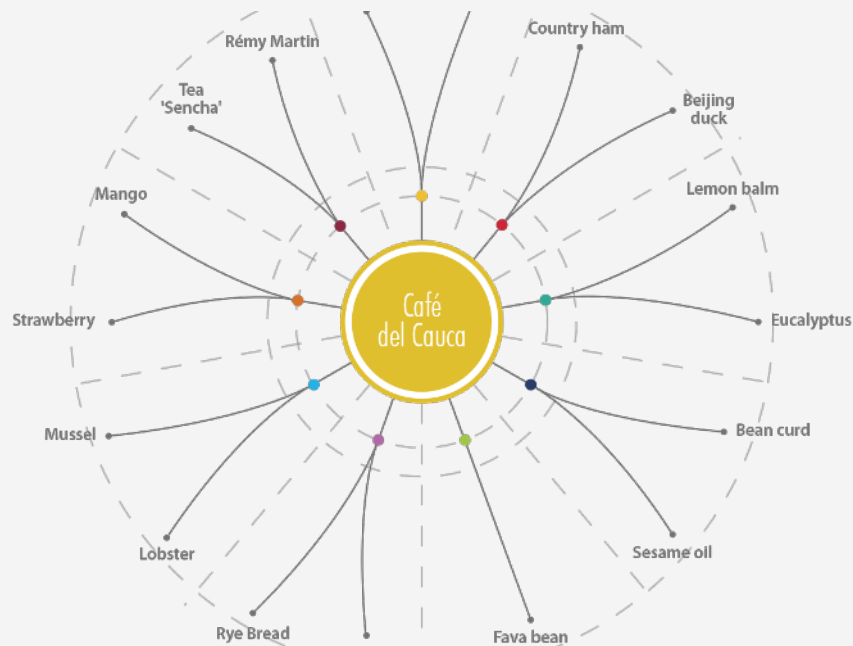 Country ham
Rémy Martin
Tea
'Sencha'
Beijing
duck
Mango
Lemon balm
Café
del Cauca
Strawberry
Eucalyptus
Mussel
Bean curd
Lobster
Sesame oil
Rye Bread
Fava bean